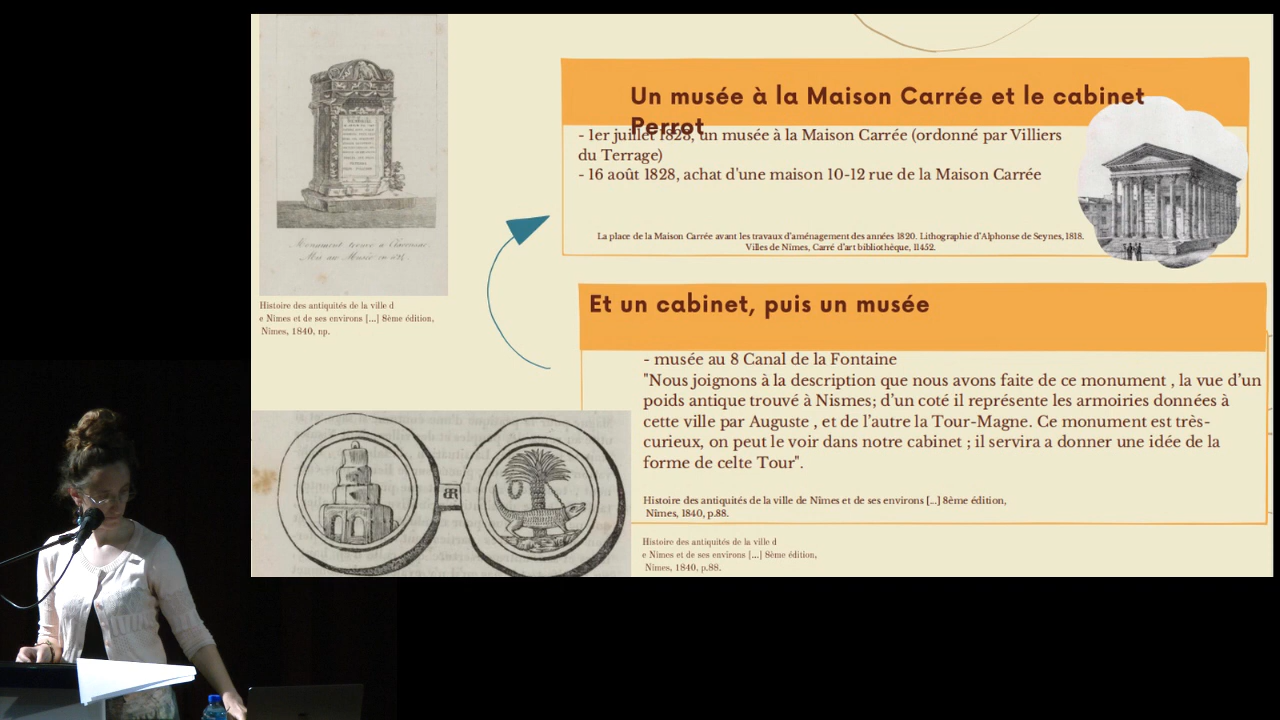 Un musée à la Maison Carrée et le cabinet
Perrot
- 1er juillet 1823, un musée à la Maison Carrée (ordonné par Villiers
du Terrage)
- 16 août 1828, achat d'une maison 10-12 rue de la Maison Carrée
La place de la Maison Carrée avant les travaux d'aménagement des années 1820. Lithographie d'Alphonse de Seynes, 1818.
Villes de Nîmes, Carré d'art bibliothèque, 11452.
Histoire des antiquités de la ville d
e Nîmes et de ses environs [...] 8ème édition,
Nîmes, 1840, np.
Et un cabinet, puis un musée
- musée au 8 Canal de la Fontaine
"Nous joignons à la description que nous avons faite de ce monument , la vue d'un
poids antique trouvé à Nismes; d'un coté il représente les armoiries données à
cette ville par Auguste , et de l'autre la Tour-Magne. Ce monument est très-
curieux, on peut le voir dans notre cabinet ; il servira a donner une idée de la
forme de celte Tour".
Histoire des antiquités de la ville de Nîmes et de ses environs [...] 8ème édition,
Nîmes, 1840, p.88.
Histoire des antiquités de la ville d
e Nîmes et de ses environs [...] 8ème édition,
Nîmes, 1840, p.88.